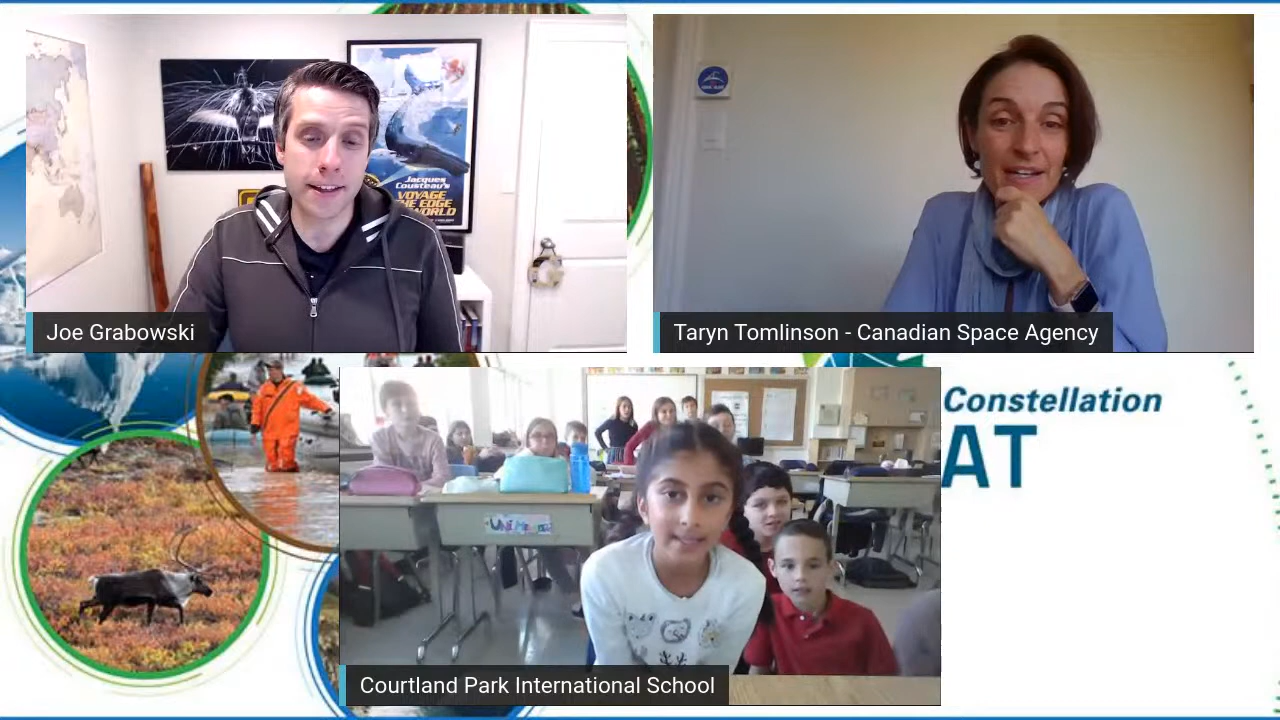 Jacques
Cousteau's
VOYAGE
THE EDGE
WORLD
Joe Grabowski
Taryn Tomlinson - Canadian Space Agency
Constellation
AT
Courtland Park International School